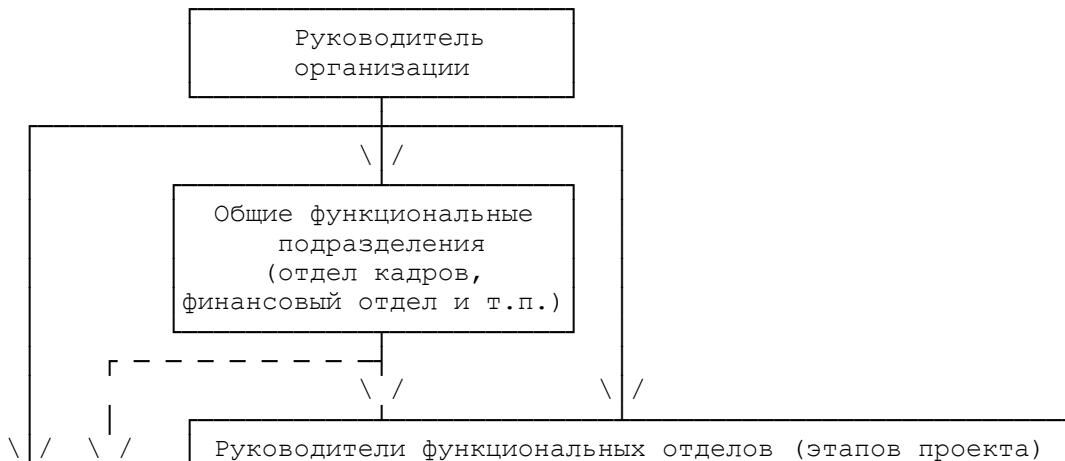 Руководитель
организации
Общие функциональные
подразделения
(отдел кадров,
финансовый отдел и т.п.)
Руководители функциональных отделов (этапов проекта)